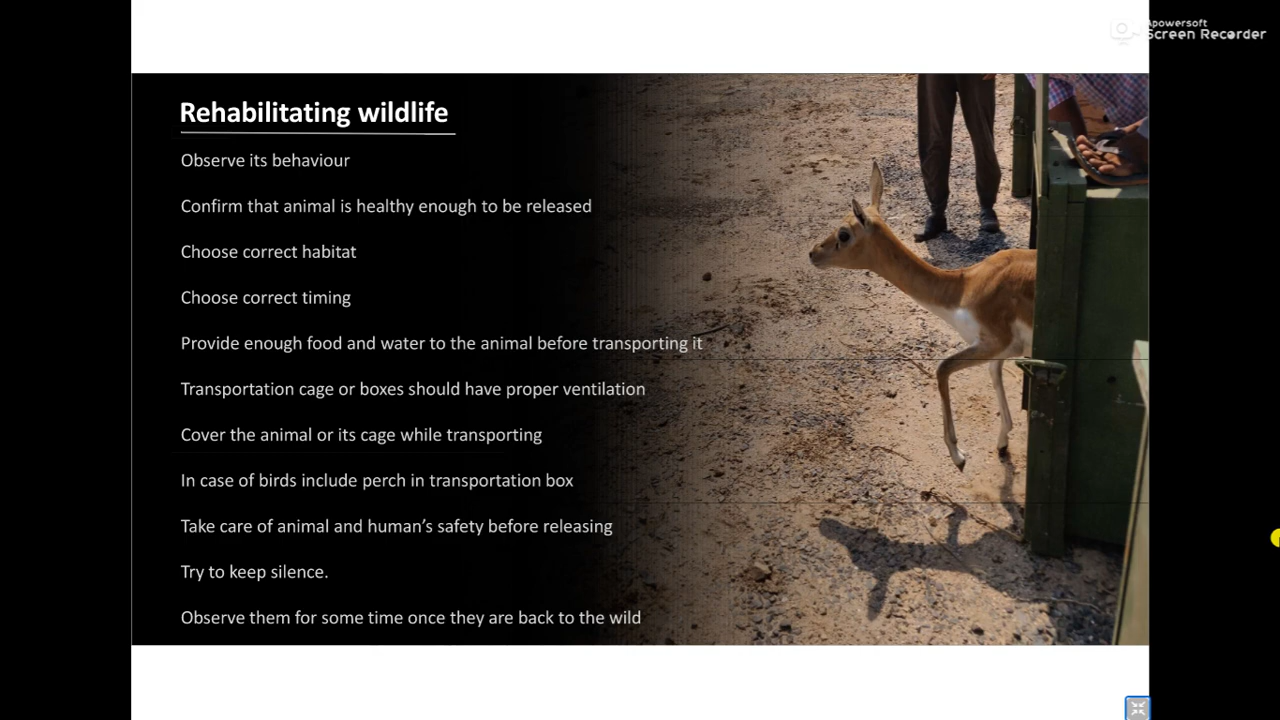 Apowersoft
Screen Recorder
Rehabilitating wildlife
Observe its behaviour
Confirm that animal is healthy enough to be released
Choose correct habitat
Choose correct timing
Provide enough food and water to the animal before transporting it
Transportation cage or boxes should have proper ventilation
Cover the animal or its cage while transporting
In case of birds include perch in transportation box
Take care of animal and human’s safety before releasing
Try to keep silence.
Observe them for some time once they are back to the wild